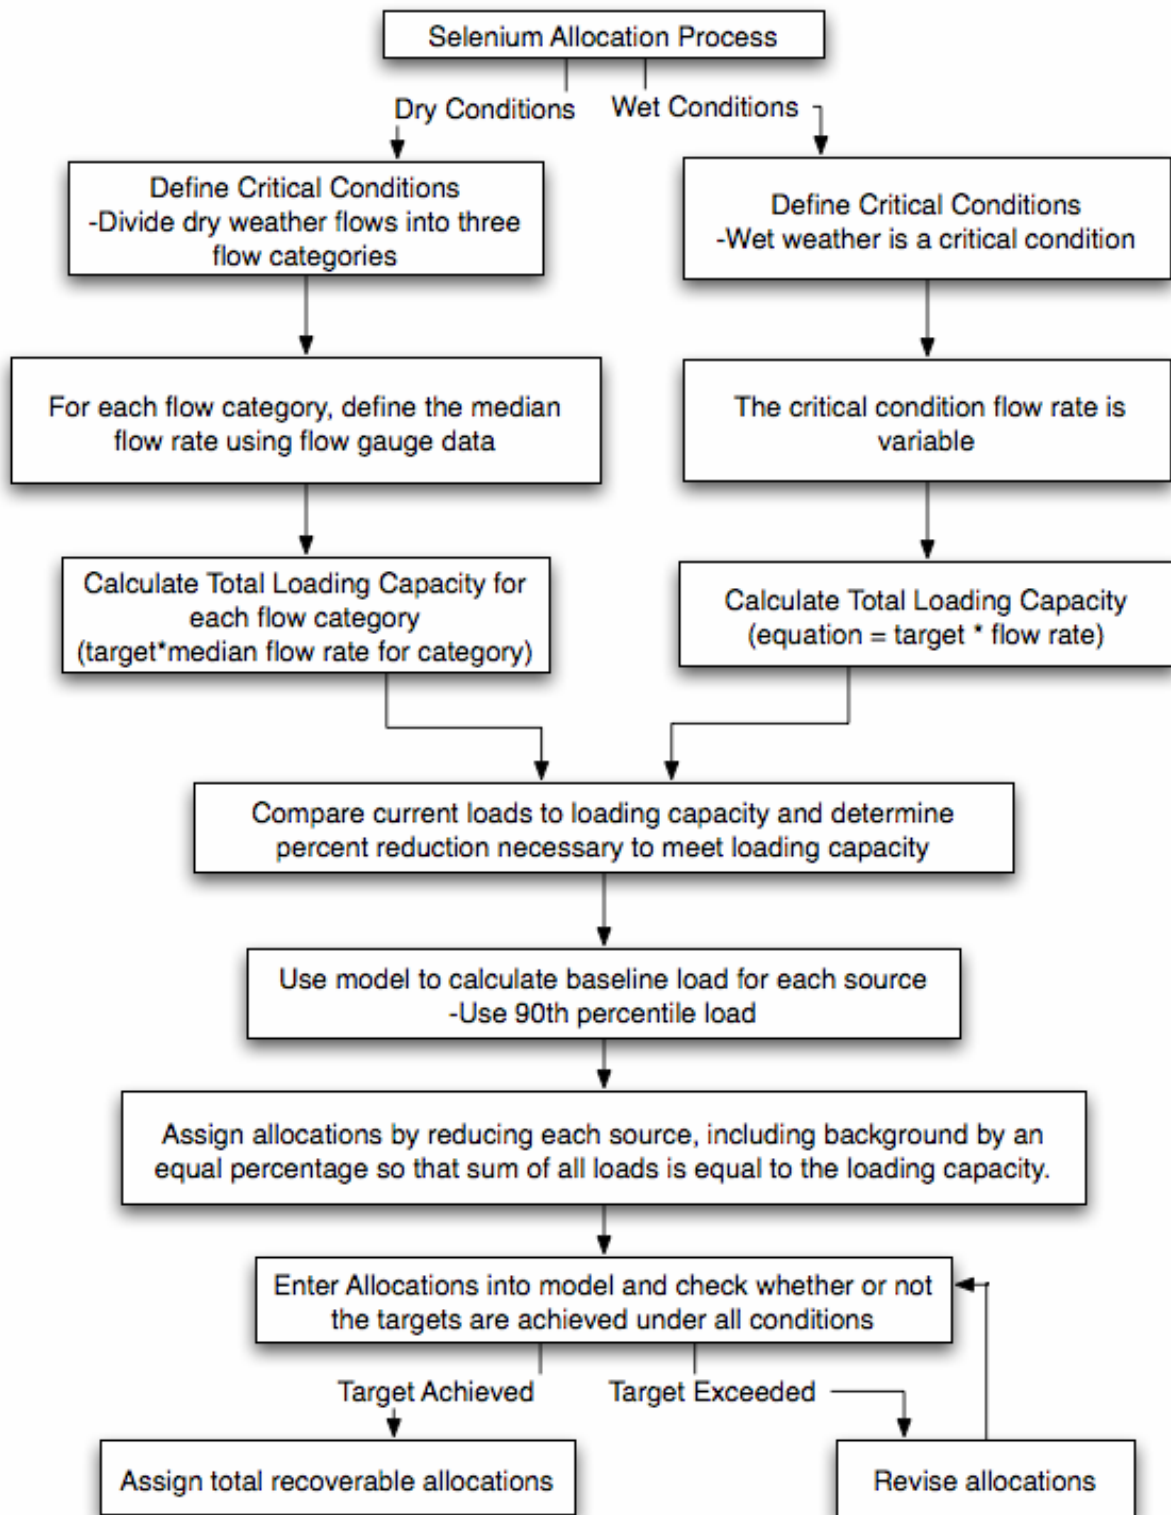 Selenium Allocation Process
Dry Conditions
Wet Conditions
Define Critical Conditions
-Divide dry weather flows into three
flow categories
Define Critical Conditions
-Wet weather is a critical condition
For each flow category, define the median
flow rate using flow gauge data
The critical condition flow rate is
variable
Calculate Total Loading Capacity for
each flow category
(target*median flow rate for category)
Calculate Total Loading Capacity
(equation = target * flow rate)
Compare current loads to loading capacity and determine
percent reduction necessary to meet loading capacity
Use model to calculate baseline load for each source
-Use 90th percentile load
Assign allocations by reducing each source, including background by an
equal percentage so that sum of all loads is equal to the loading capacity.
Enter Allocations into model and check whether or not
the targets are achieved under all conditions
Target Achieved
Target Exceeded
Assign total recoverable allocations
Revise allocations